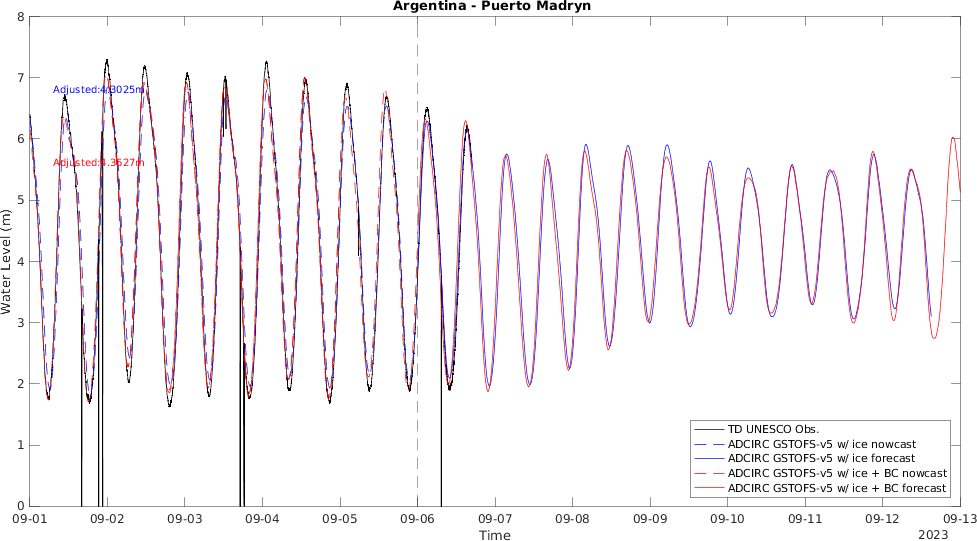 Argentina - Puerto Madryn
8
7
6
5
4
3
2
1
0
Water Level (m)
Adjusted:4.3025m
Adjusted:4.3627m
TD UNESCO Obs.
ADCIRC GSTOFS-v5 w/ ice nowcast
ADCIRC GSTOFS-v5 w/ ice forecast
ADCIRC GSTOFS-v5 w/ ice + BC nowcast
ADCIRC GSTOFS-v5 w/ ice + BC forecast
09-01 09-02 09-03 09-04 09-05 09-06 09-07 09-08 09-09 09-10 09-11 09-12 09-13
Time
2023